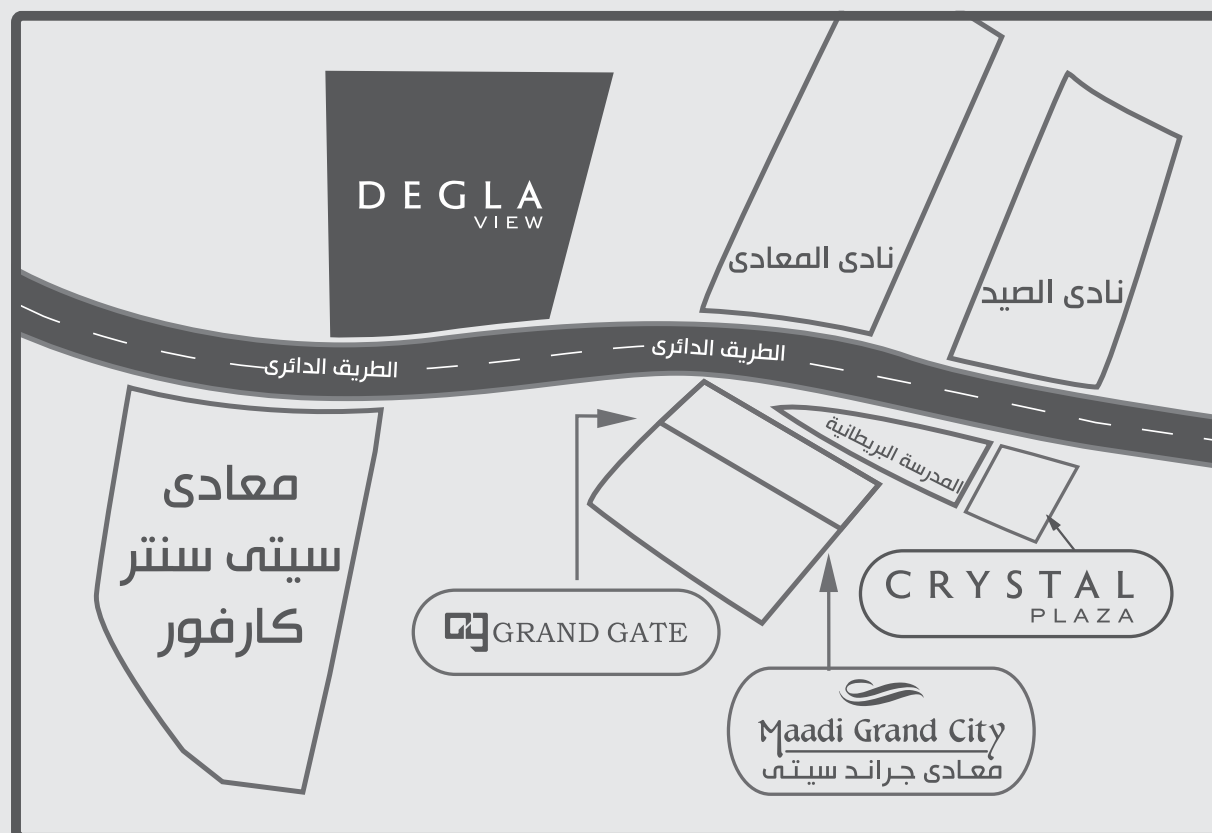 DEGLA
VIEW
نادى المعادى
نادى الصيد
الطريق الدائرى
الطريق الدائرى
المدرسة البريطانية
معادى
سيتى سنتر
كارفور
CRYSTAL
PLAZA
GRAND GATE
Maadi Grand City
معادى جراند سيتى